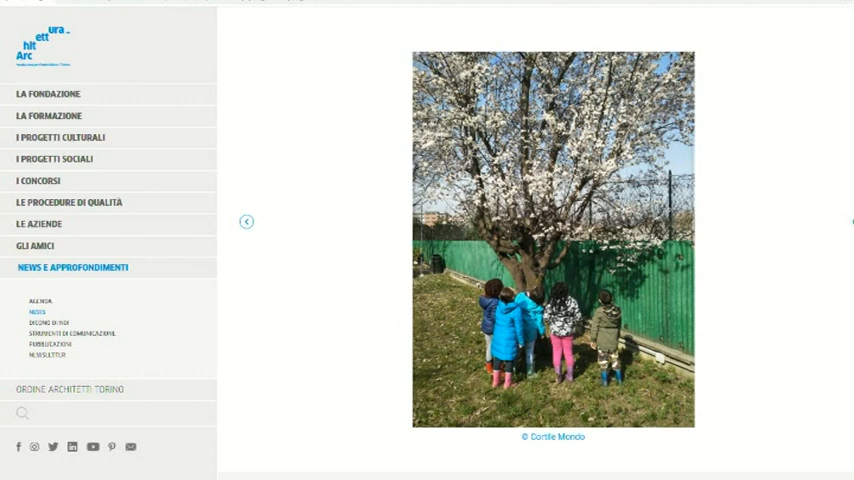 Arc
hit
ett
ura
LA FONDAZIONE
LA FORMAZIONE
I PROGETTI CULTURALI
I PROGETTI SOCIALI
I CONCORSI
LE PROCEDURE DI QUALITÀ
LE AZIENDE
GLI AMICI
NEWS E APPROFONDIMENTI
AGENDA
NEWS
DICONO DI NOI
STRUMENTI DI COMUNICAZIONE
PUBBLICAZIONI
NEWSLETTER
ORDINE ARCHITETTI TORINO
© Cortile Mondo